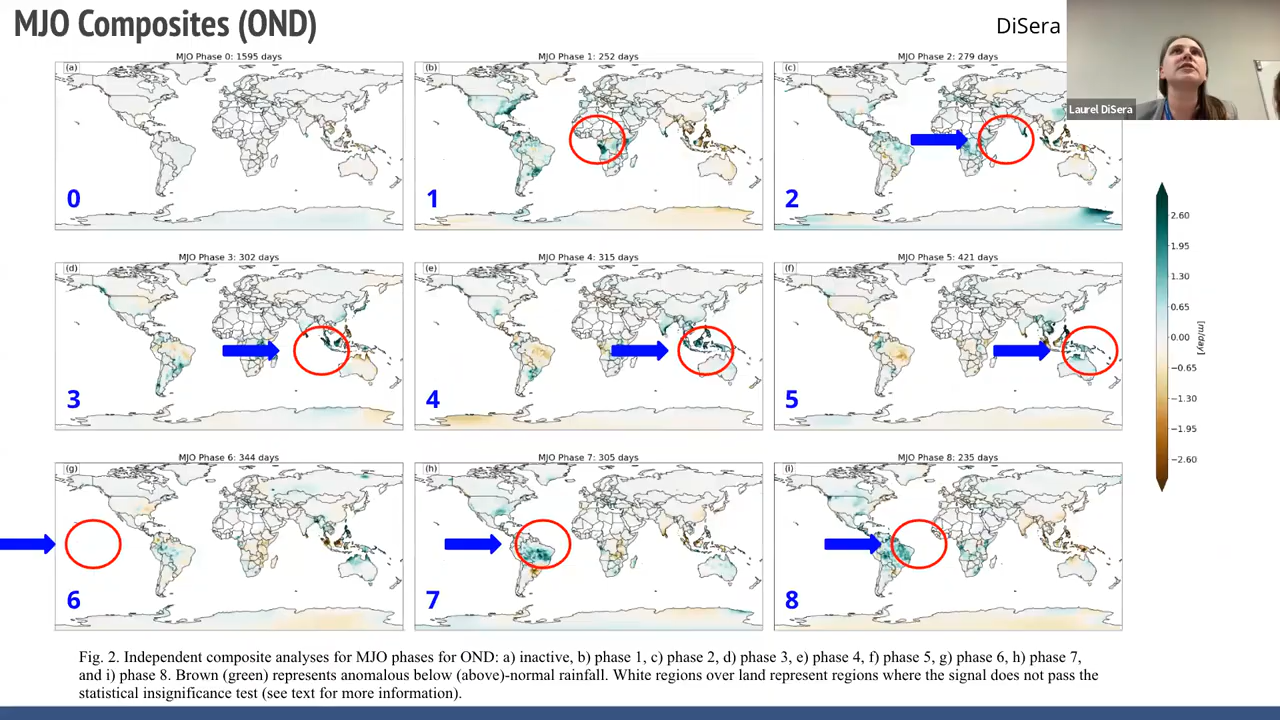 MJO Composites (OND)
DiSera
Laurel DiSera
MJO Phase 0: 1595 days
(a)
0
MJO Phase 1: 252 days
(b)
1
MJO Phase 2: 279 days
(c)
2
MJO Phase 3: 302 days
(d)
3
MJO Phase 4: 315 days
(e)
4
MJO Phase 5: 421 days
(f)
5
MJO Phase 6: 344 days
(g)
6
MJO Phase 7: 305 days
(h)
7
MJO Phase 8: 235 days
(i)
8
2.60
1.95
1.30
0.65
0.00
−0.65
−1.30
−1.95
−2.60
[m/day]
Fig. 2. Independent composite analyses for MJO phases for OND: a) inactive, b) phase 1, c) phase 2, d) phase 3, e) phase 4, f) phase 5, g) phase 6, h) phase 7,
and i) phase 8. Brown (green) represents anomalous below (above)-normal rainfall. White regions over land represent regions where the signal does not pass the
statistical insignificance test (see text for more information).